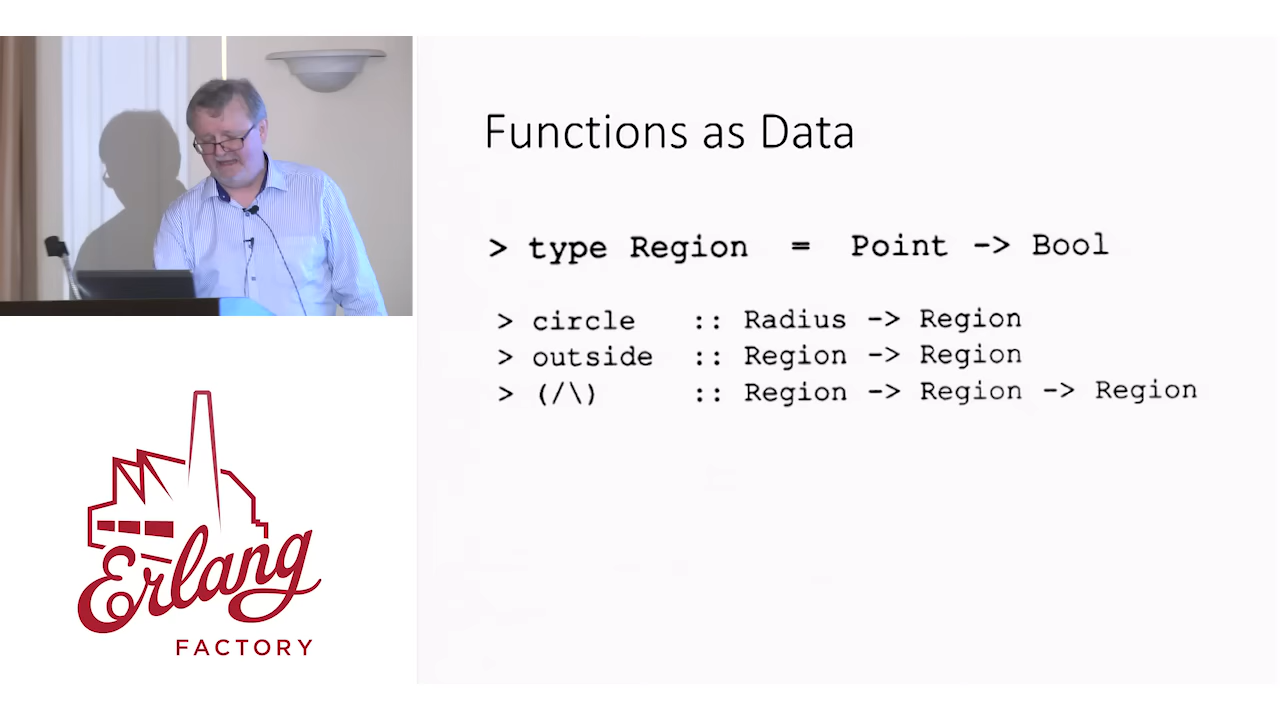 Functions as Data
> type Region = Point -> Bool
> circle :: Radius -> Region
> outside :: Region -> Region
> (/\) :: Region -> Region -> Region
Erlang
FACTORY